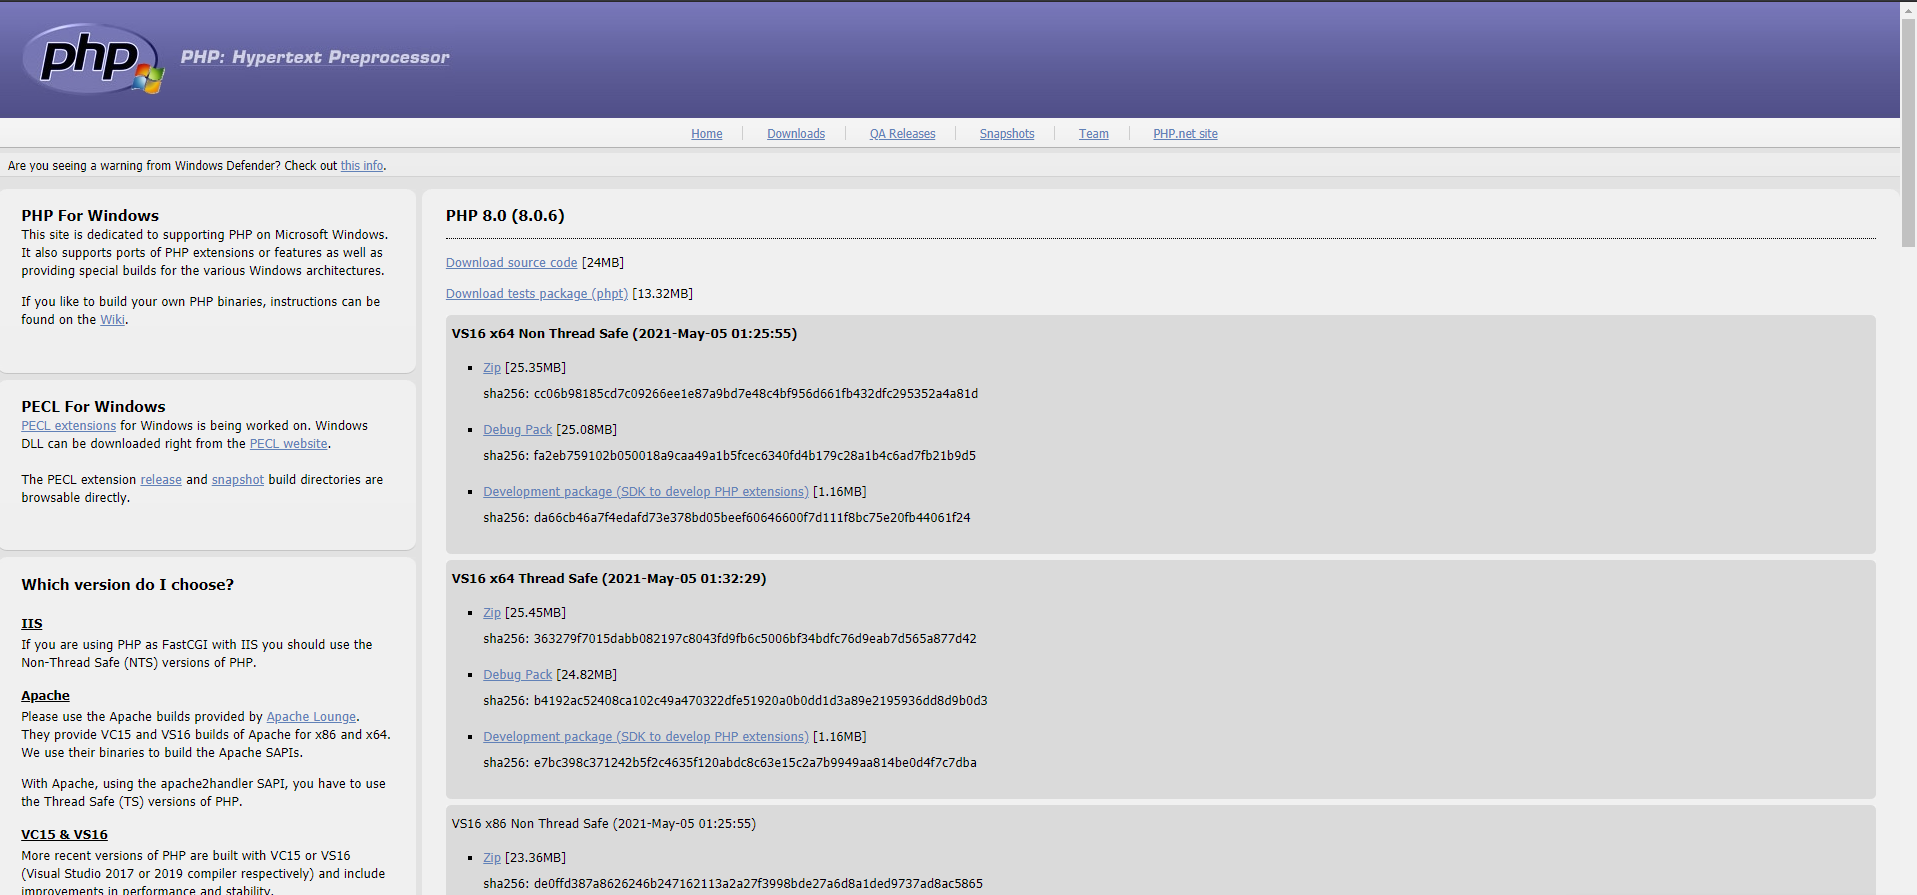 php
PHP: Hypertext Preprocessor
Home
Downloads
QA Releases
Snapshots
Team
PHP.net site
Are you seeing a warning from Windows Defender? Check out this info.
PHP For Windows
This site is dedicated to supporting PHP on Microsoft Windows.
It also supports ports of PHP extensions or features as well as
providing special builds for the various Windows architectures.
If you like to build your own PHP binaries, instructions can be
found on the Wiki.
PECL For Windows
PECL extensions for Windows is being worked on. Windows
DLL can be downloaded right from the PECL website.
The PECL extension release and snapshot build directories are
browsable directly.
Which version do I choose?
IIS
If you are using PHP as FastCGI with IIS you should use the
Non-Thread Safe (NTS) versions of PHP.
Apache
Please use the Apache builds provided by Apache Lounge.
They provide VC15 and VS16 builds of Apache for x86 and x64.
We use their binaries to build the Apache SAPIs.
With Apache, using the apache2handler SAPI, you have to use
the Thread Safe (TS) versions of PHP.
VC15 & VS16
More recent versions of PHP are built with VC15 or VS16
(Visual Studio 2017 or 2019 compiler respectively) and include
improvements in performance and stability.
PHP 8.0 (8.0.6)
Download source code [24MB]
Download tests package (phpt) [13.32MB]
VS16 x64 Non Thread Safe (2021-May-05 01:25:55)
Zip [25.35MB]
sha256: cc06b98185cd7c09266ee1e87a9bd7e48c4bf956d661fb432dfc295352a4a81d
Debug Pack [25.08MB]
sha256: fa2eb759102b050018a9caa49a1b5fcec6340fd4b179c28a1b4c6ad7fb21b9d5
Development package (SDK to develop PHP extensions) [1.16MB]
sha256: da66cb46a7f4edafd73e378bd05beef60646600f7d111f8bc75e20fb44061f24
VS16 x64 Thread Safe (2021-May-05 01:32:29)
Zip [25.45MB]
sha256: 363279f7015dabb082197c8043fd9fb6c5006bf34bdfc76d9eab7d565a877d42
Debug Pack [24.82MB]
sha256: b4192ac52408ca102c49a470322dfe51920a0b0dd1d3a89e2195936dd8d9b0d3
Development package (SDK to develop PHP extensions) [1.16MB]
sha256: e7bc398c371242b5f2c4635f120abdc8c63e15c2a7b9949aa814be0d4f7c7dba
VS16 x86 Non Thread Safe (2021-May-05 01:25:55)
Zip [23.36MB]
sha256: de0ffd387a8626246b247162113a2a27f3998bde27a6d8a1ded9737ad8ac5865